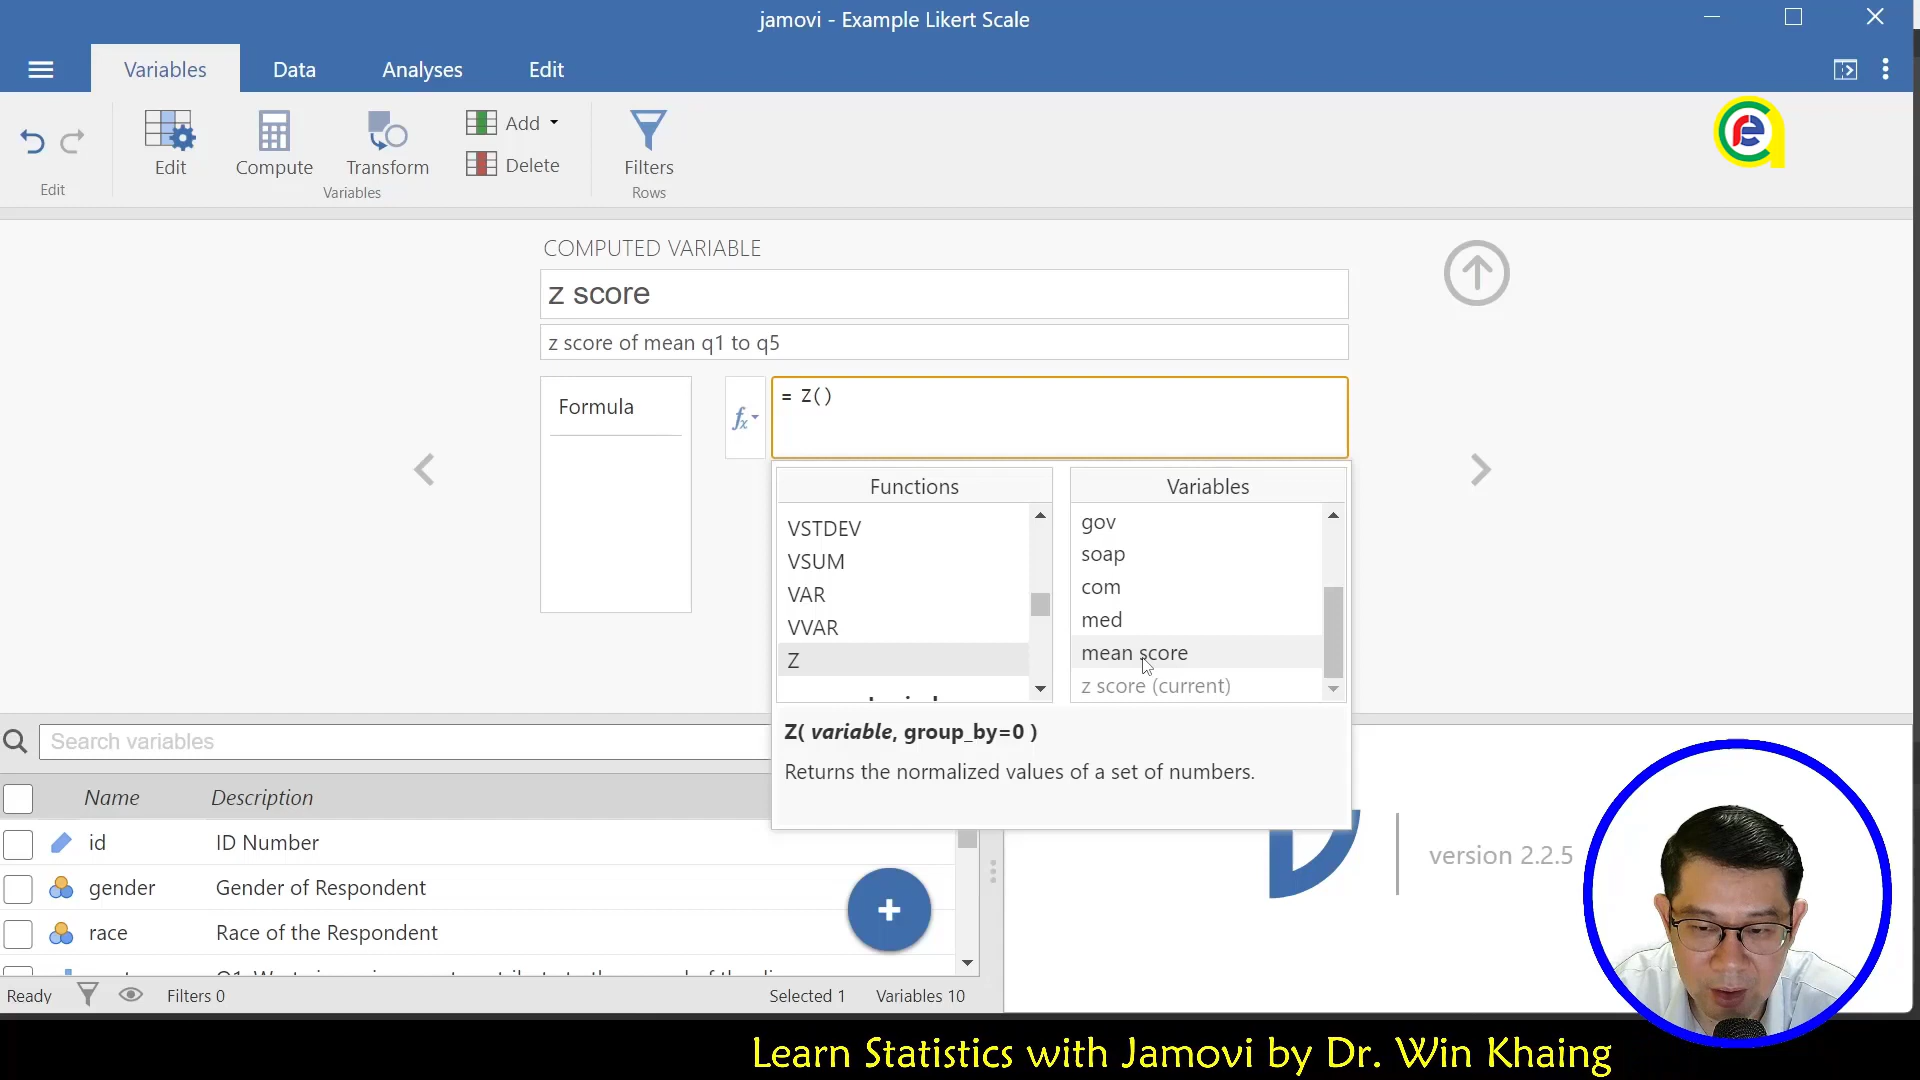 jamovi - Example Likert Scale
Variables
Data
Analyses
Edit
Edit
Compute
Transform
Add
Delete
Filters
Edit
Variables
Rows
COMPUTED VARIABLE
z score
z score of mean q1 to q5
Formula
fx
= Z()
Functions
VSTDEV
VSUM
VAR
VVAR
Z
Variables
gov
soap
com
med
mean score
z score (current)
Z( variable, group_by=0 )
Returns the normalized values of a set of numbers.
Search variables
Name Description
id ID Number
gender Gender of Respondent
race Race of the Respondent
version 2.2.5
Ready Filters 0 Selected 1 Variables 10
Learn Statistics with Jamovi by Dr. Win Khaing